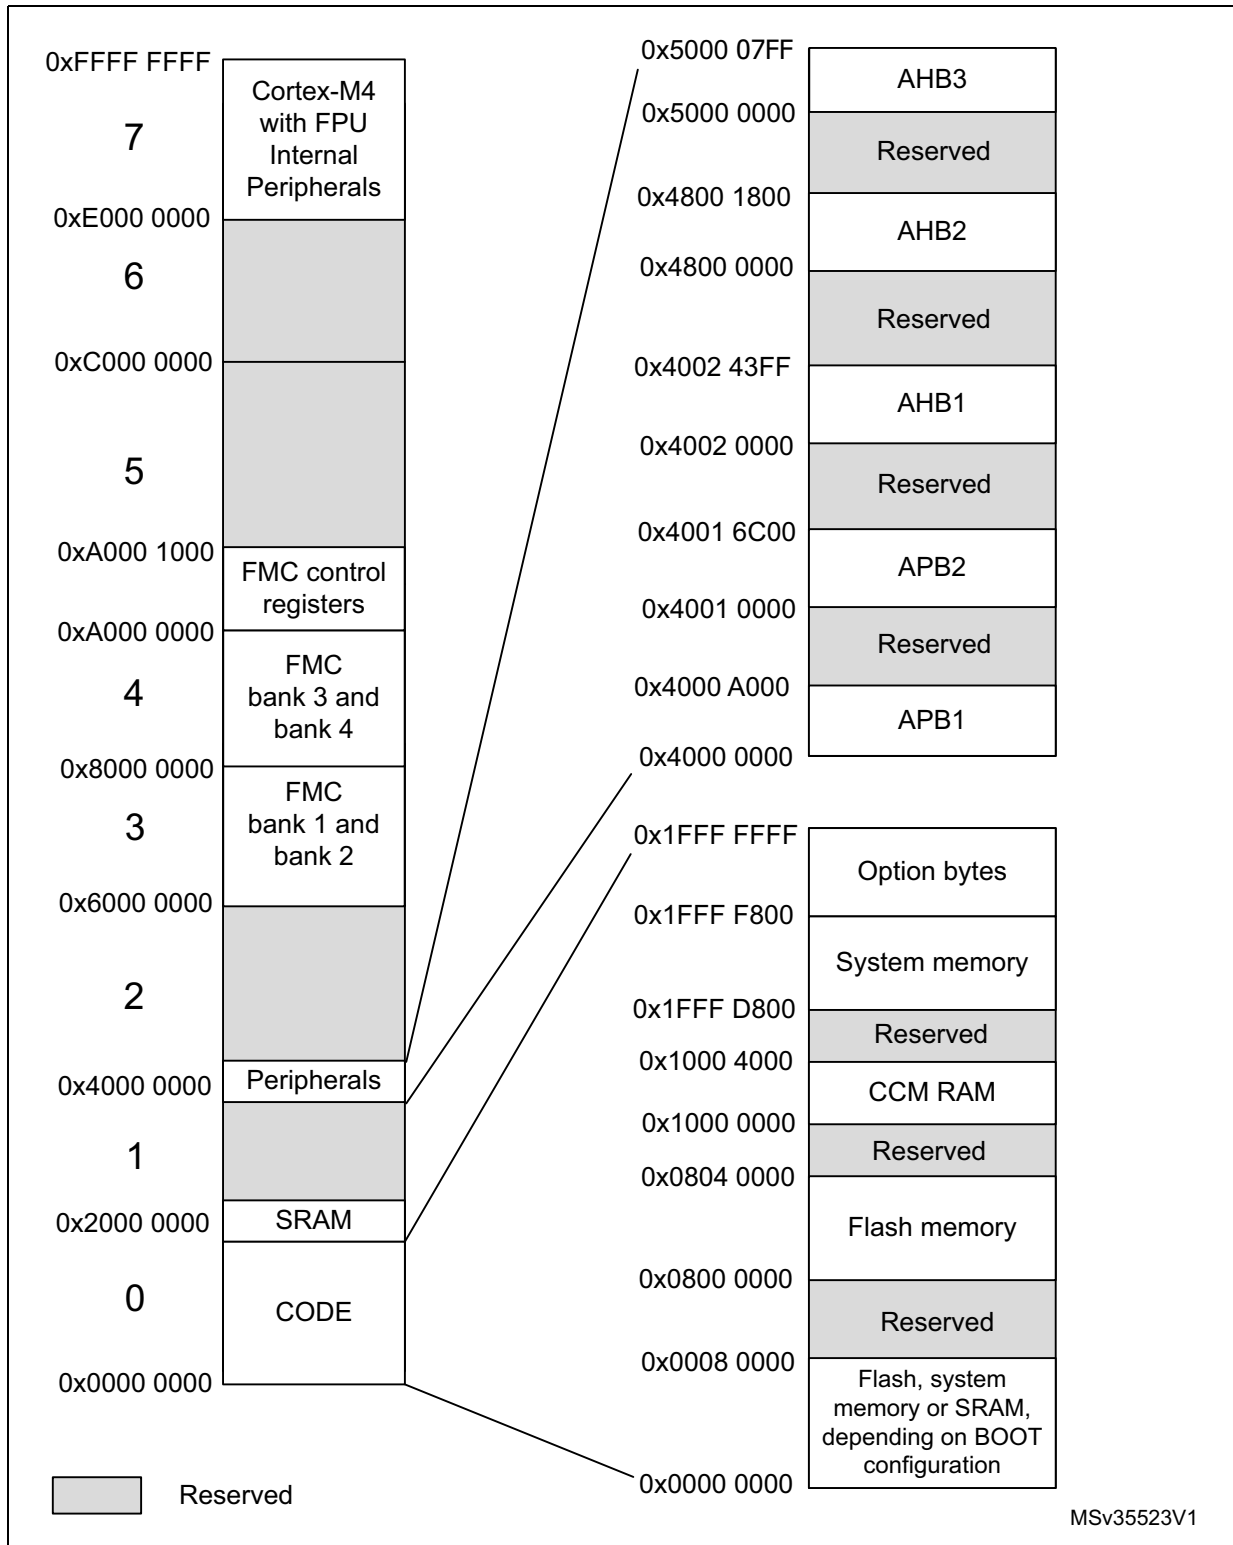 0xFFFF FFFF
7
Cortex-M4
with FPU
Internal
Peripherals
0xE000 0000
6
0xC000 0000
5
0xA000 1000
FMC control
registers
0xA000 0000
4
FMC
bank 3 and
bank 4
0x8000 0000
3
FMC
bank 1 and
bank 2
0x6000 0000
2
0x4000 0000
Peripherals
1
0x2000 0000
SRAM
0
CODE
0x0000 0000
Reserved
0x5000 07FF
AHB3
0x5000 0000
Reserved
0x4800 1800
AHB2
0x4800 0000
Reserved
0x4002 43FF
AHB1
0x4002 0000
Reserved
0x4001 6C00
APB2
0x4001 0000
Reserved
0x4000 A000
APB1
0x4000 0000
0x1FFF FFFF
Option bytes
0x1FFF F800
System memory
0x1FFF D800
Reserved
0x1000 4000
CCM RAM
0x1000 0000
Reserved
0x0804 0000
Flash memory
0x0800 0000
Reserved
0x0008 0000
Flash, system
memory or SRAM,
depending on BOOT
configuration
0x0000 0000
MSv35523V1